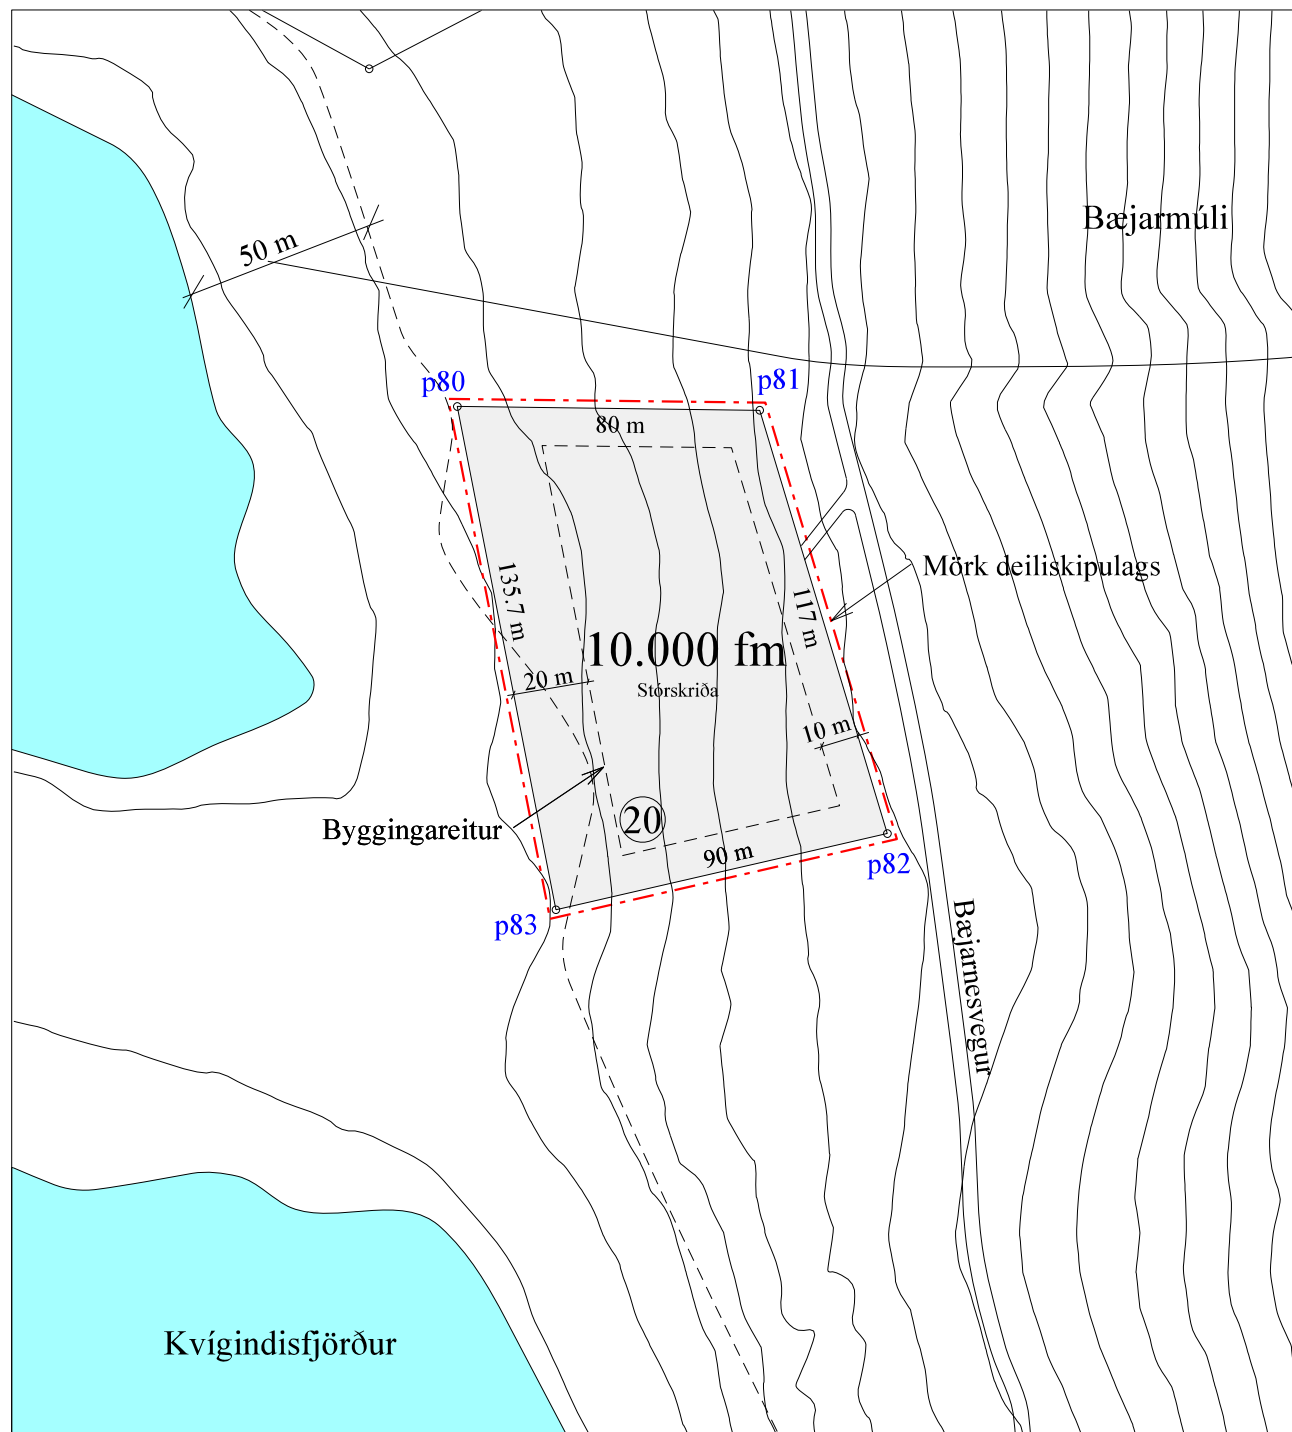 Bæjarmúli
50 m
p80
p81
80 m
Mörk deiliskipulags
135.7 m
117 m
10.000 fm
Stórskriða
20 m
10 m
Byggingareitur
20
90 m
p82
p83
Bæjarnesvegur
Kvígindisfjörður